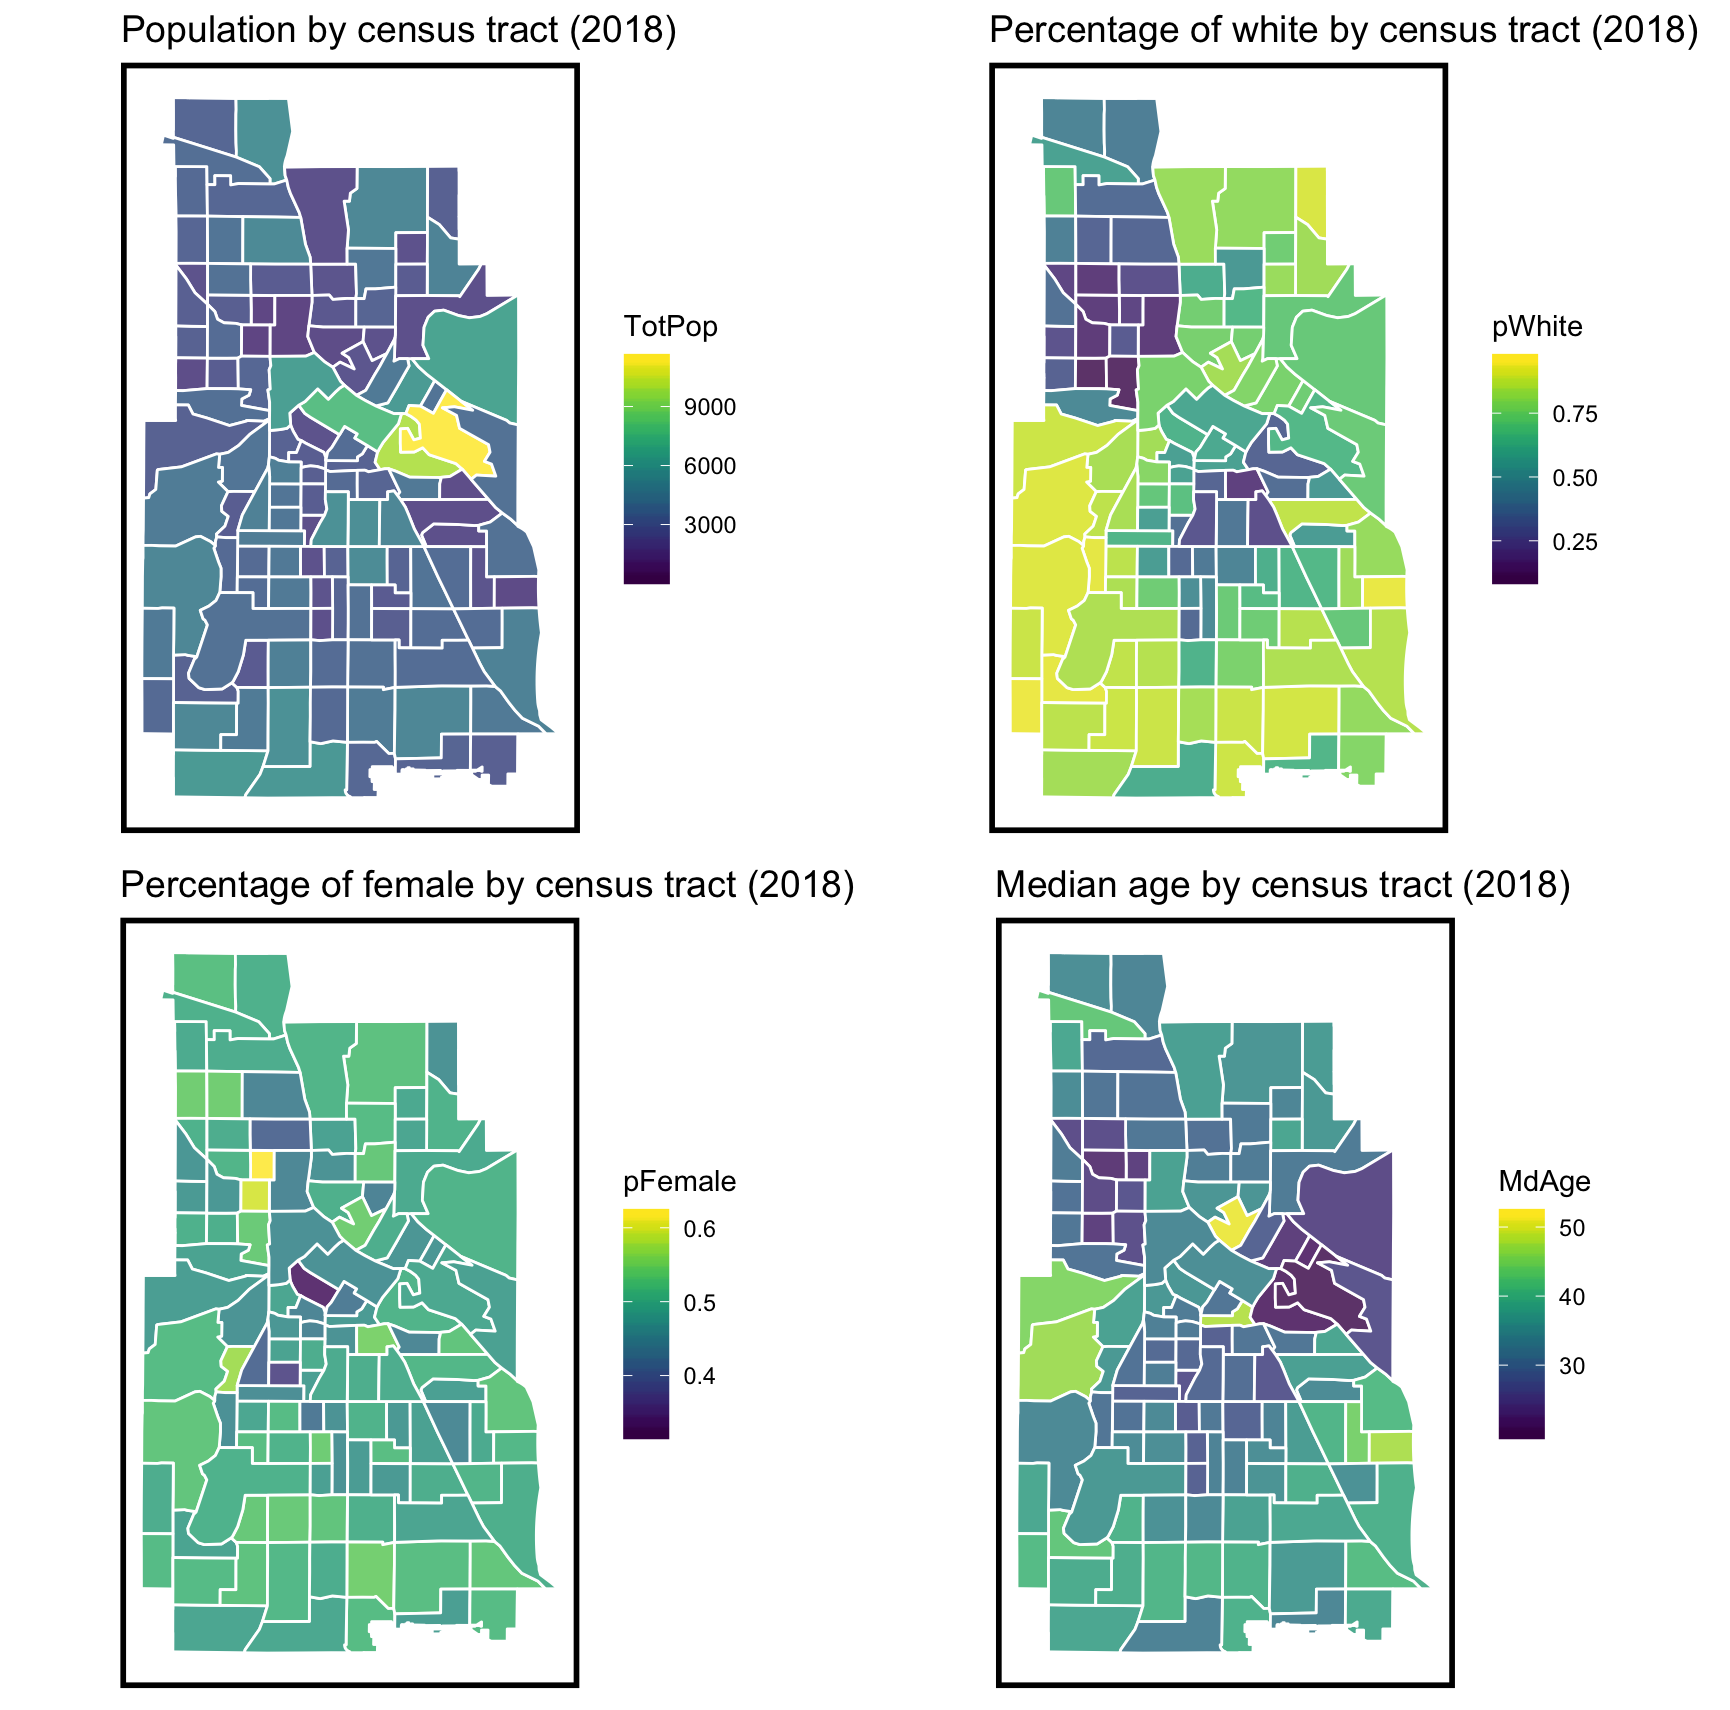 Population by census tract (2018)
TotPop
9000
6000
3000
Percentage of white by census tract (2018)
pWhite
0.75
0.50
0.25
Percentage of female by census tract (2018)
pFemale
0.6
0.5
0.4
Median age by census tract (2018)
MdAge
50
40
30